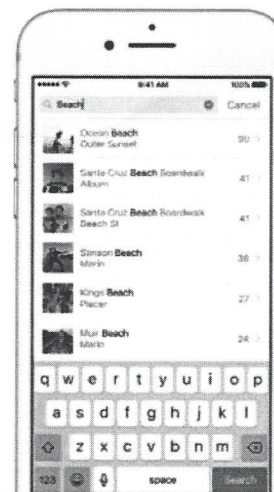 9:41 AM
100%
Beach
Cancel
Ocean Beach
Outer Sunset
90
Santa Cruz Beach Boardwalk
Album
41
Santa Cruz Beach Boardwalk
Beach St
41
Stinson Beach
Marin
38
Kings Beach
Placer
27
Muir Beach
Marin
24
q w e r t y u i o p
a s d f g h j k l
z x c v b n m
123
space
Search